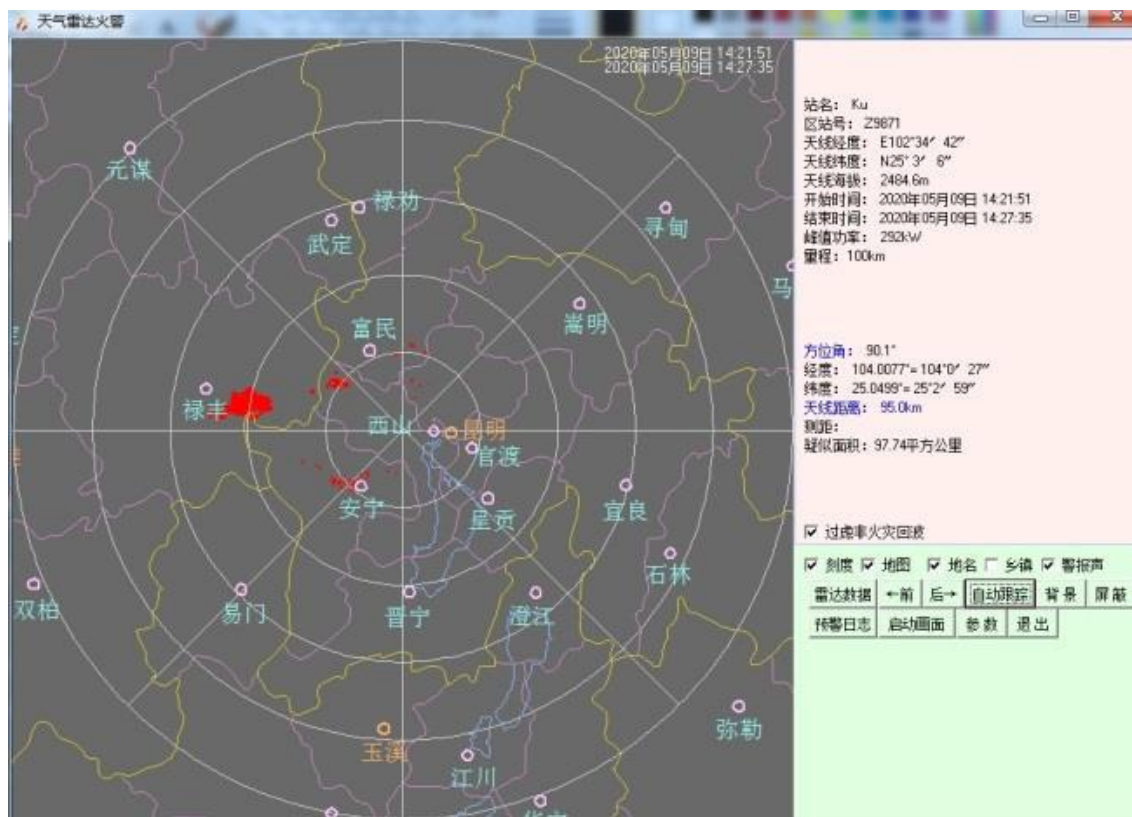 天气雷达火警
2020年05月09日 14:21:51
2020年05月09日 14:27:35
元谋
禄劝
武定
寻甸
马
嵩明
富民
禄丰
西山
昆明
官渡
安宁
呈贡
宜良
石林
双柏
易门
晋宁
澄江
弥勒
玉溪
江川
站名: Ku
区站号: Z9871
天线经度: E102°34′ 42″
天线纬度: N25° 3′ 6″
天线海拔: 2484.6m
开始时间: 2020年05月09日 14:21:51
结束时间: 2020年05月09日 14:27:35
峰值功率: 292kW
量程: 100km
方位角: 90.1°
经度: 104.0077°= 104°0′ 27″
纬度: 25.0499°= 25°2′ 59″
天线距离: 95.0km
测距:
疑似面积: 97.74平方公里
过虑非火灾回波
刻度 地图 地名 乡镇 警报声
雷达数据 ←前 后→ 自动跟踪 背景 屏蔽
预警日志 启动画面 参数 退出